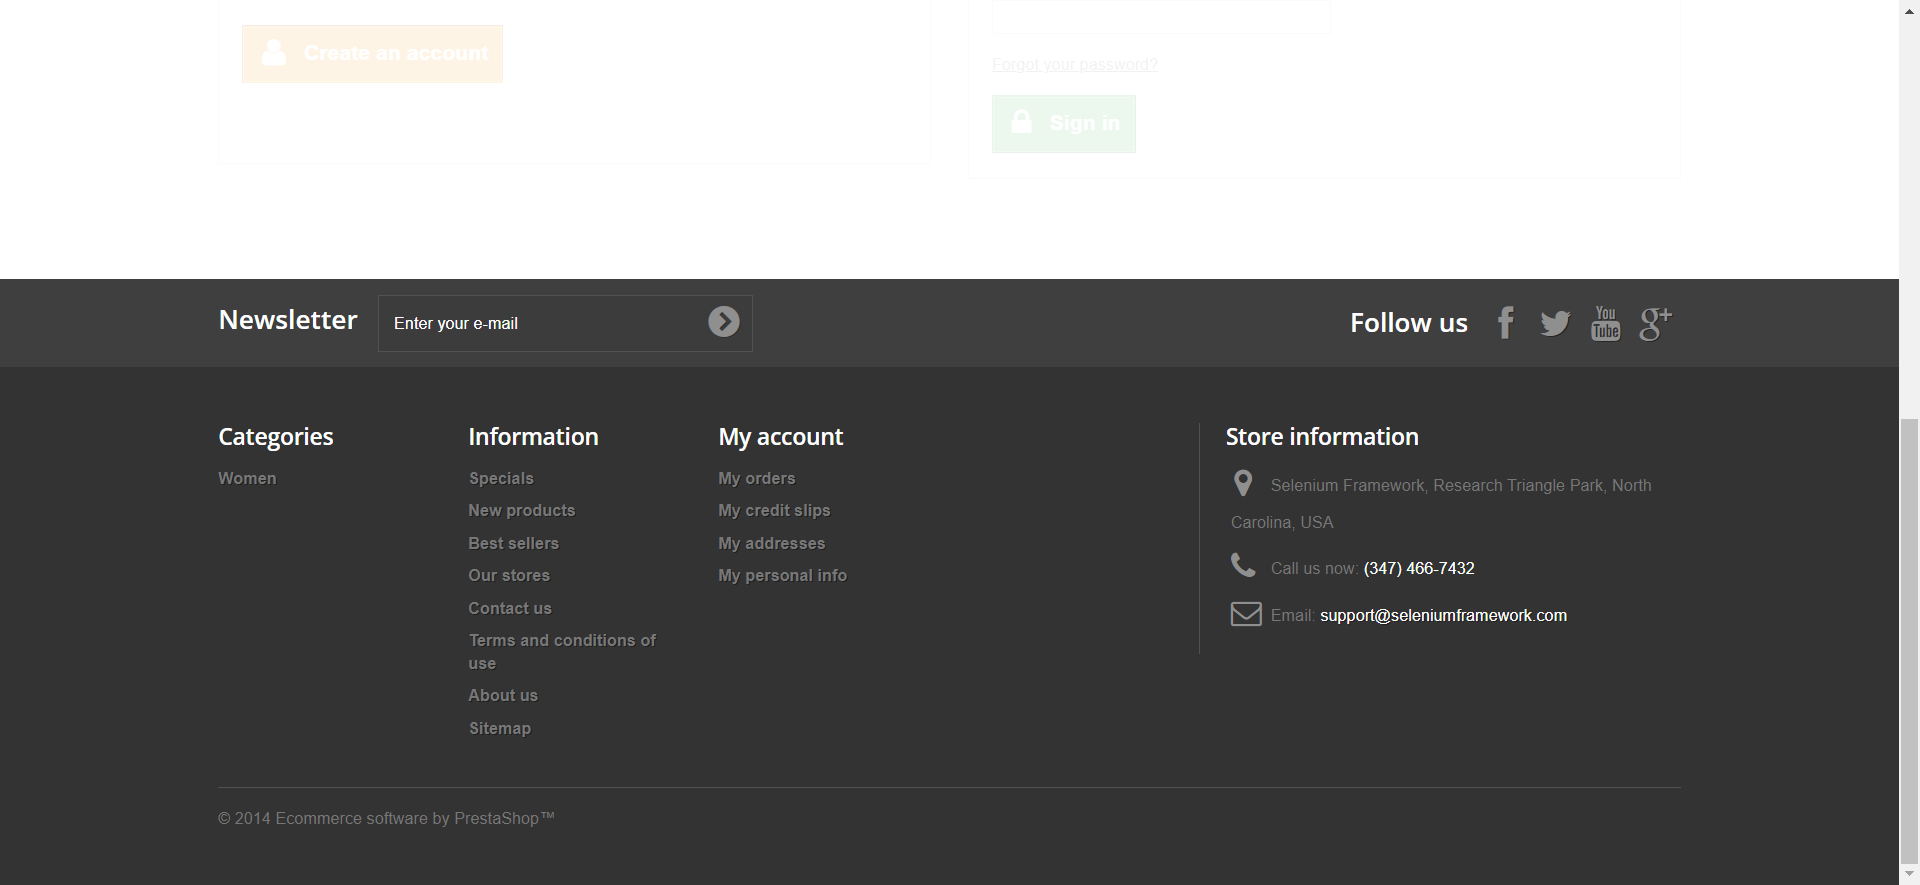 Create an account
Forgot your password?
Sign in
Newsletter
Enter your e-mail
Follow us
You
Tube
g+
Categories
Women
Information
Specials
New products
Best sellers
Our stores
Contact us
Terms and conditions of
use
About us
Sitemap
My account
My orders
My credit slips
My addresses
My personal info
Store information
Selenium Framework, Research Triangle Park, North
Carolina, USA
Call us now: (347) 466-7432
Email: support@seleniumframework.com
© 2014 Ecommerce software by PrestaShop™